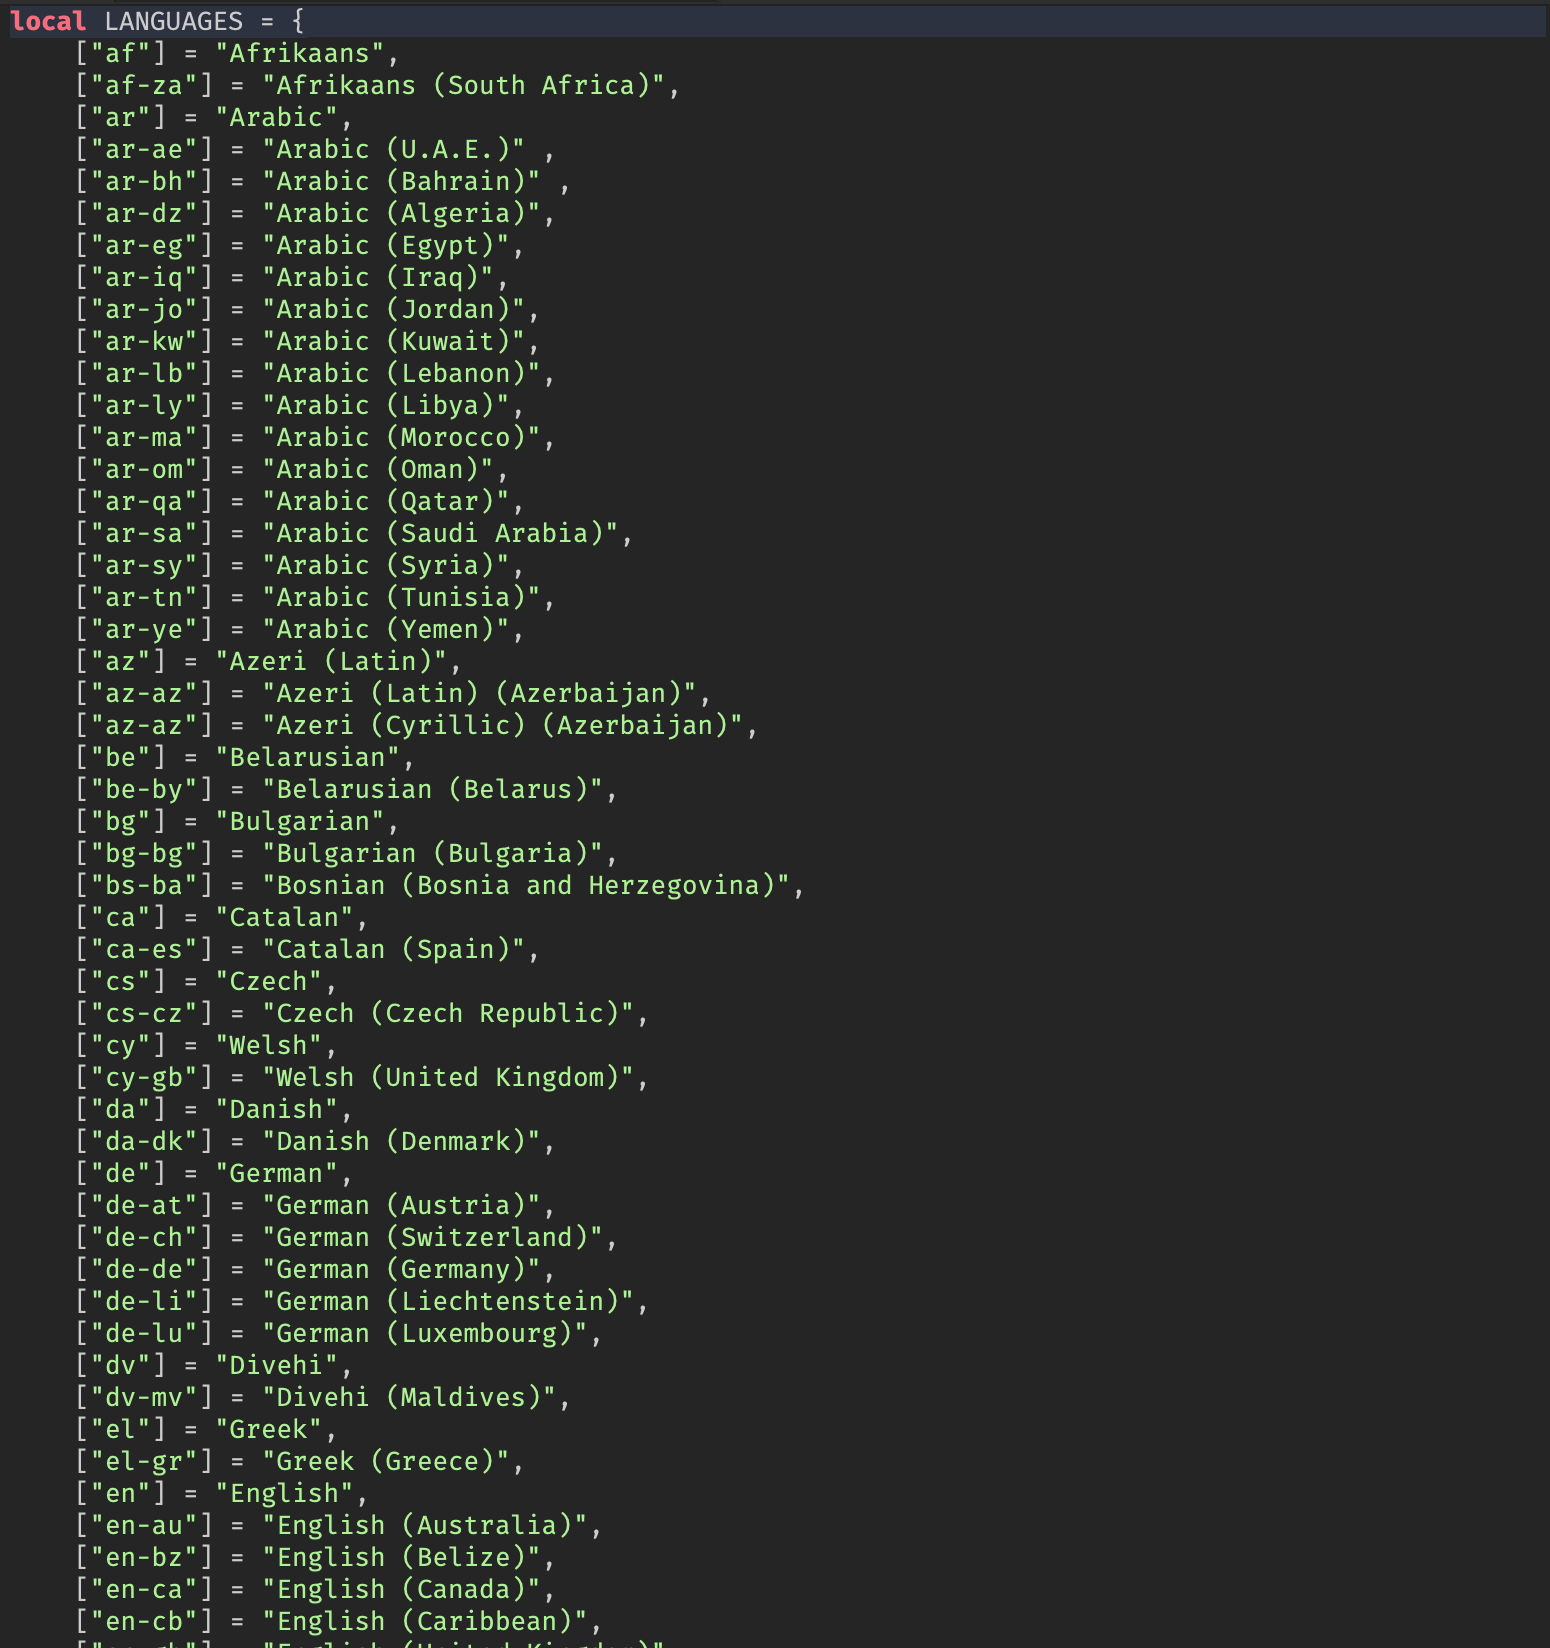 local LANGUAGES = {
    ["af"] = "Afrikaans",
    ["af-za"] = "Afrikaans (South Africa)",
    ["ar"] = "Arabic",
    ["ar-ae"] = "Arabic (U.A.E.)" ,
    ["ar-bh"] = "Arabic (Bahrain)" ,
    ["ar-dz"] = "Arabic (Algeria)",
    ["ar-eg"] = "Arabic (Egypt)",
    ["ar-iq"] = "Arabic (Iraq)",
    ["ar-jo"] = "Arabic (Jordan)",
    ["ar-kw"] = "Arabic (Kuwait)",
    ["ar-lb"] = "Arabic (Lebanon)",
    ["ar-ly"] = "Arabic (Libya)",
    ["ar-ma"] = "Arabic (Morocco)",
    ["ar-om"] = "Arabic (Oman)",
    ["ar-qa"] = "Arabic (Qatar)",
    ["ar-sa"] = "Arabic (Saudi Arabia)",
    ["ar-sy"] = "Arabic (Syria)",
    ["ar-tn"] = "Arabic (Tunisia)",
    ["ar-ye"] = "Arabic (Yemen)",
    ["az"] = "Azeri (Latin)",
    ["az-az"] = "Azeri (Latin) (Azerbaijan)",
    ["az-az"] = "Azeri (Cyrillic) (Azerbaijan)",
    ["be"] = "Belarusian",
    ["be-by"] = "Belarusian (Belarus)",
    ["bg"] = "Bulgarian",
    ["bg-bg"] = "Bulgarian (Bulgaria)",
    ["bs-ba"] = "Bosnian (Bosnia and Herzegovina)",
    ["ca"] = "Catalan",
    ["ca-es"] = "Catalan (Spain)",
    ["cs"] = "Czech",
    ["cs-cz"] = "Czech (Czech Republic)",
    ["cy"] = "Welsh",
    ["cy-gb"] = "Welsh (United Kingdom)",
    ["da"] = "Danish",
    ["da-dk"] = "Danish (Denmark)",
    ["de"] = "German",
    ["de-at"] = "German (Austria)",
    ["de-ch"] = "German (Switzerland)",
    ["de-de"] = "German (Germany)",
    ["de-li"] = "German (Liechtenstein)",
    ["de-lu"] = "German (Luxembourg)",
    ["dv"] = "Divehi",
    ["dv-mv"] = "Divehi (Maldives)",
    ["el"] = "Greek",
    ["el-gr"] = "Greek (Greece)",
    ["en"] = "English",
    ["en-au"] = "English (Australia)",
    ["en-bz"] = "English (Belize)",
    ["en-ca"] = "English (Canada)",
    ["en-cb"] = "English (Caribbean)",